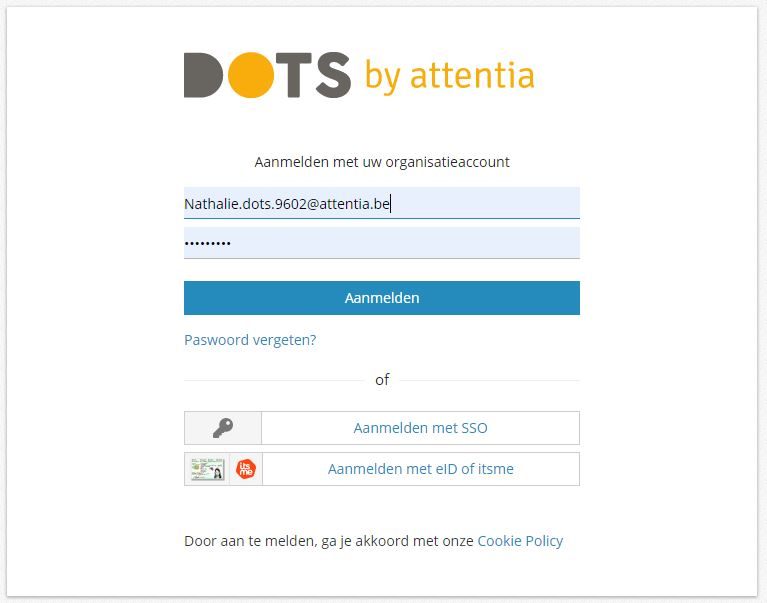 DOTS by attentia
Aanmelden met uw organisatieaccount
Nathalie.dots.9602@attentia.be
•••••••••
Aanmelden
Paswoord vergeten?
of
Aanmelden met SSO
its me
Aanmelden met eID of itsme
Door aan te melden, ga je akkoord met onze Cookie Policy